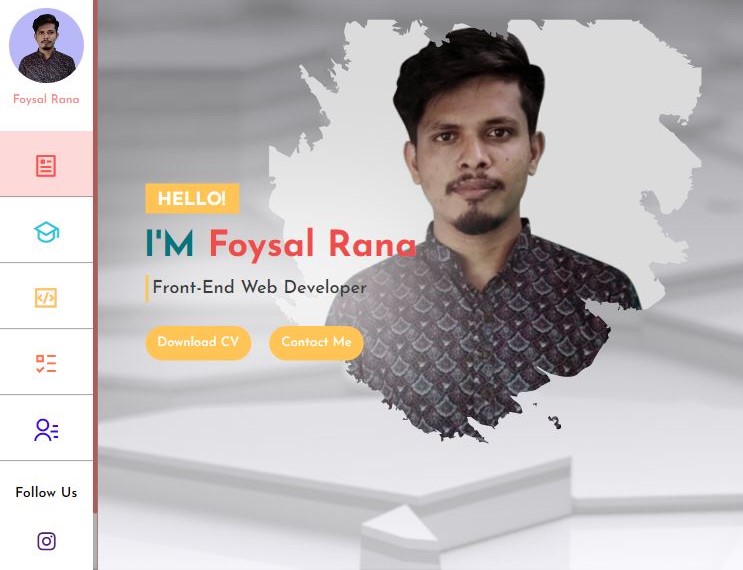 Foysal Rana
HELLO!
I'M Foysal Rana
Front-End Web Developer
Download CV
Contact Me
Follow Us